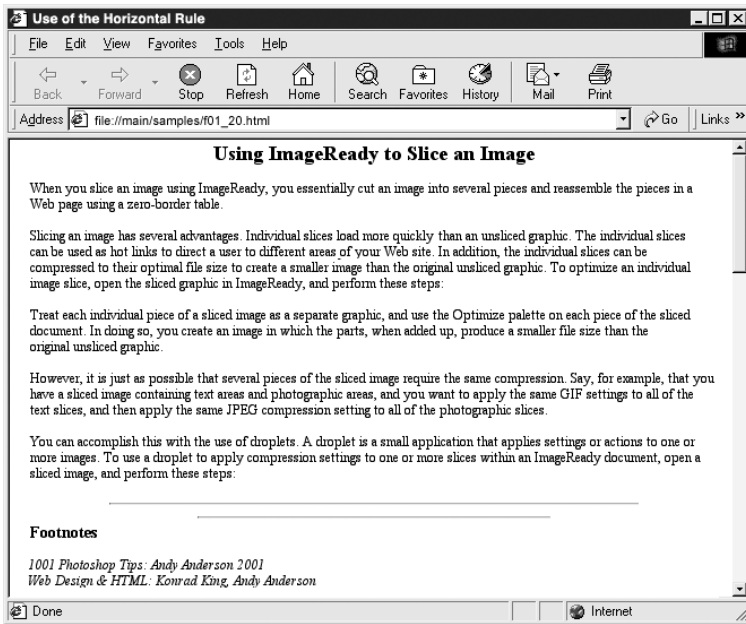 Use of the Horizontal Rule
File Edit View Favorites Tools Help
Back Forward Stop Refresh Home Search Favorites History Mail Print
Address file://main/samples/f01_20.html Go Links »
Using ImageReady to Slice an Image
When you slice an image using ImageReady, you essentially cut an image into several pieces and reassemble the pieces in a
Web page using a zero-border table.
Slicing an image has several advantages. Individual slices load more quickly than an unsliced graphic. The individual slices
can be used as hot links to direct a user to different areas of your Web site. In addition, the individual slices can be
compressed to their optimal file size to create a smaller image than the original unsliced graphic. To optimize an individual
image slice, open the sliced graphic in ImageReady, and perform these steps:
Treat each individual piece of a sliced image as a separate graphic, and use the Optimize palette on each piece of the sliced
document. In doing so, you create an image in which the parts, when added up, produce a smaller file size than the
original unsliced graphic.
However, it is just as possible that several pieces of the sliced image require the same compression. Say, for example, that you
have a sliced image containing text areas and photographic areas, and you want to apply the same GIF settings to all of the
text slices, and then apply the same JPEG compression setting to all of the photographic slices.
You can accomplish this with the use of droplets. A droplet is a small application that applies settings or actions to one or
more images. To use a droplet to apply compression settings to one or more slices within an ImageReady document, open a
sliced image, and perform these steps:
Footnotes
1001 Photoshop Tips: Andy Anderson 2001
Web Design & HTML: Konrad King, Andy Anderson
Done Internet